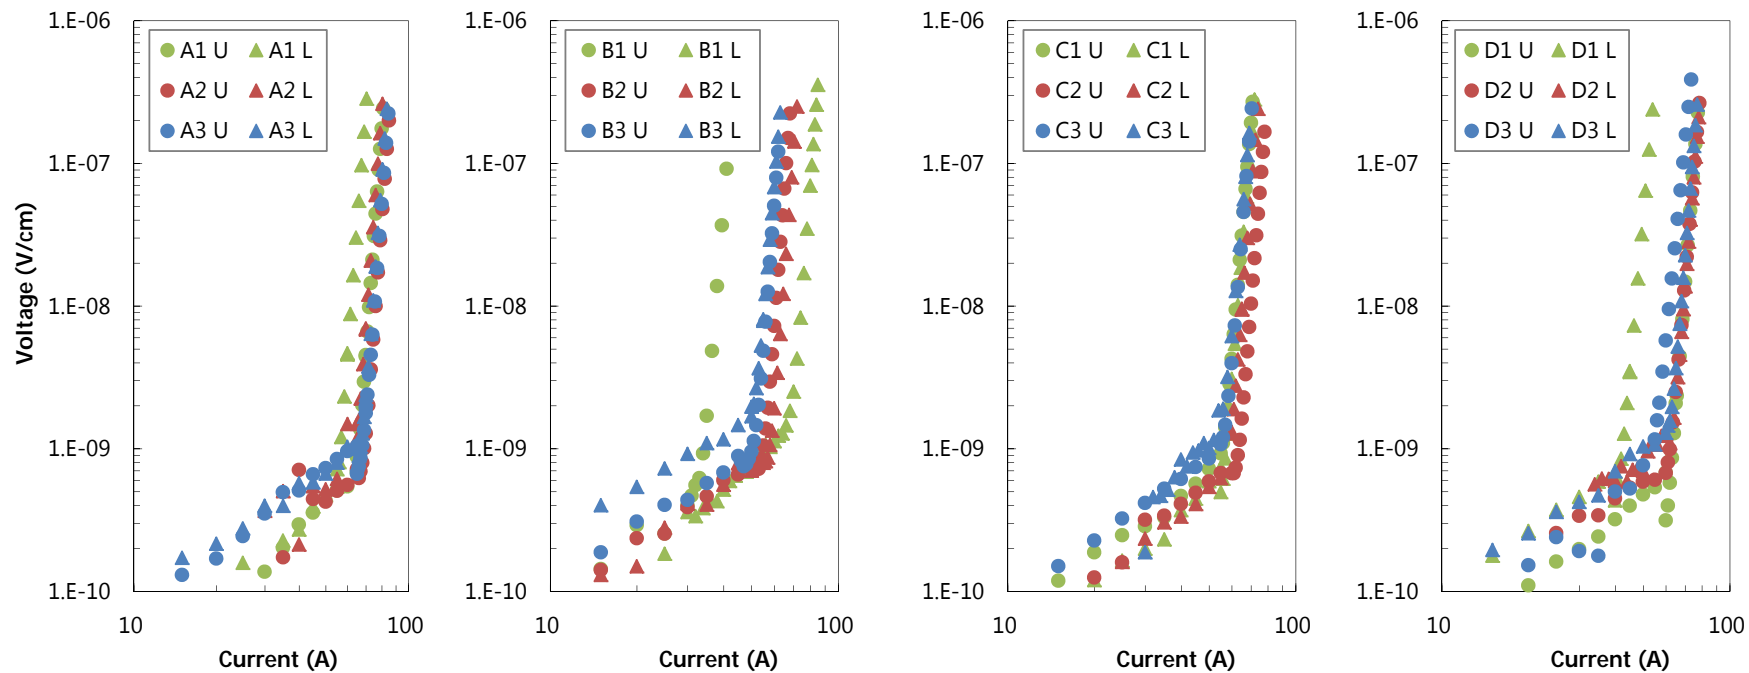 Voltage (V/cm)
1.E-06
1.E-07
1.E-08
1.E-09
1.E-10
A1 U A1 L
A2 U A2 L
A3 U A3 L
10 100
Current (A)
1.E-06
1.E-07
1.E-08
1.E-09
1.E-10
B1 U B1 L
B2 U B2 L
B3 U B3 L
10 100
Current (A)
1.E-06
1.E-07
1.E-08
1.E-09
1.E-10
C1 U C1 L
C2 U C2 L
C3 U C3 L
10 100
Current (A)
1.E-06
1.E-07
1.E-08
1.E-09
1.E-10
D1 U D1 L
D2 U D2 L
D3 U D3 L
10 100
Current (A)